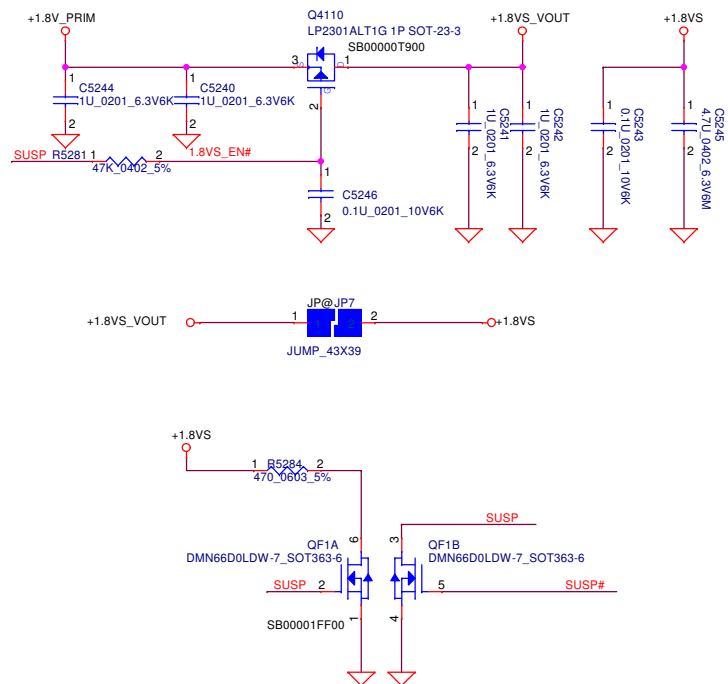 +1.8V_PRIM
Q4110
LP2301ALT1G 1P SOT-23-3
SB00000T900
+1.8VS_VOUT
+1.8VS
3
S
D
1
G
2
1
C5244
1U_0201_6.3V6K
2
1
C5240
1U_0201_6.3V6K
2
1
C5241
1U_0201_6.3V6K
2
1
C5242
1U_0201_6.3V6K
2
1
C5243
0.1U_0201_10V6K
2
1
C5245
4.7U_0402_6.3V6M
2
SUSP
R5281
1
2
47K_0402_5%
1.8VS_EN#
1
C5246
0.1U_0201_10V6K
2
JP@JP7
+1.8VS_VOUT
1
1
2
2
+1.8VS
JUMP_43X39
+1.8VS
1
R5284
2
470_0603_5%
SUSP
6
QF1A
DMN66D0LDW-7_SOT363-6
3
QF1B
DMN66D0LDW-7_SOT363-6
SUSP
2
5
SUSP#
SB00001FF00
1
4